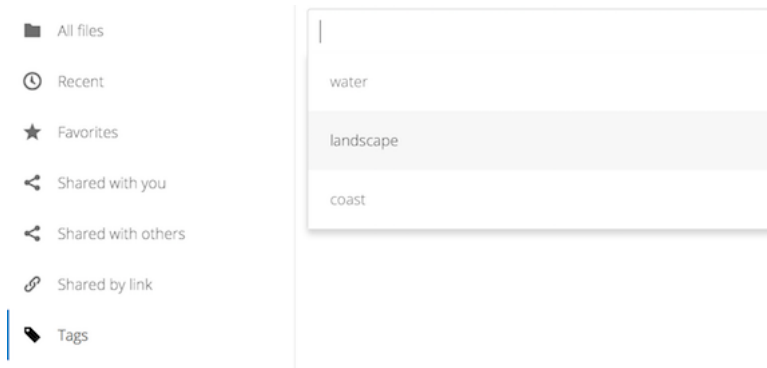 All files
Recent
Favorites
Shared with you
Shared with others
Shared by link
Tags
water
landscape
coast